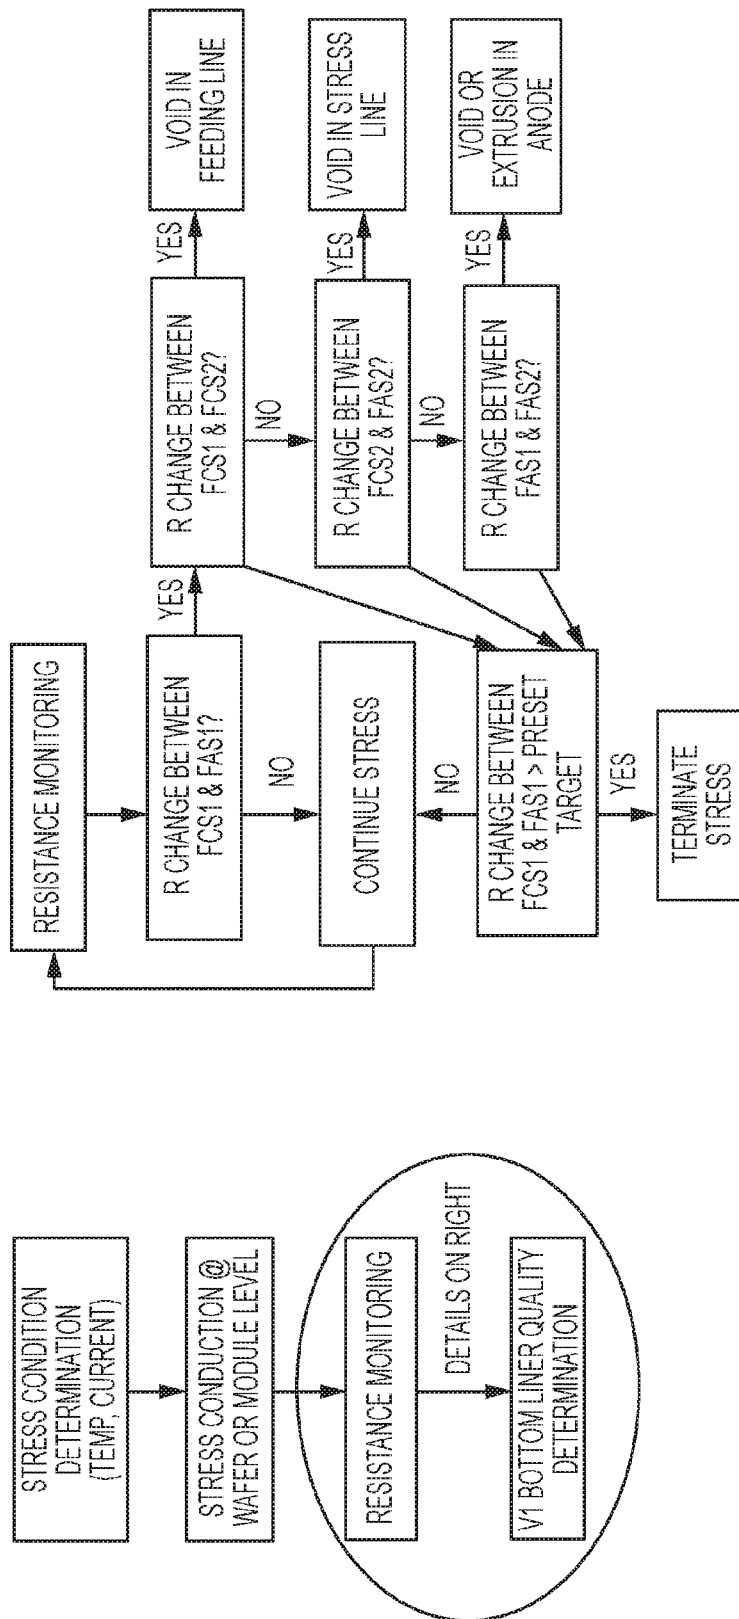 STRESS CONDITION
DETERMINATION
(TEMP, CURRENT)
STRESS CONDUCTION @
WAFER OR MODULE LEVEL
RESISTANCE MONITORING
DETAILS ON RIGHT
V1 BOTTOM LINER QUALITY
DETERMINATION
RESISTANCE MONITORING
R CHANGE BETWEEN
FCS1 & FAS1?
YES
NO
CONTINUE STRESS
NO
R CHANGE BETWEEN
FCS1 & FAS1 > PRESET
TARGET
YES
TERMINATE
STRESS
R CHANGE BETWEEN
FCS1 & FCS2?
YES
VOID IN
FEEDING LINE
NO
R CHANGE BETWEEN
FCS2 & FAS2?
YES
VOID IN STRESS
LINE
NO
R CHANGE BETWEEN
FAS1 & FAS2?
YES
VOID OR
EXTRUSION IN
ANODE